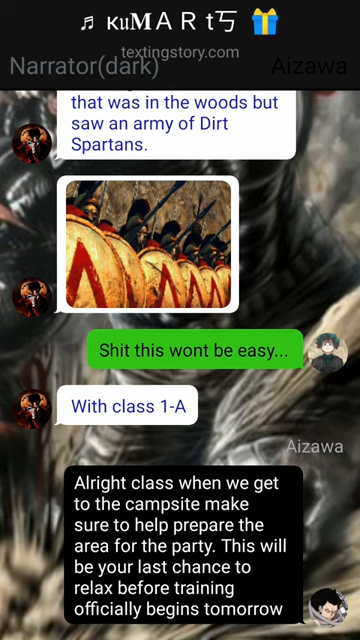 ♬ ĸu𝐌A R t丂 🎁
textingstory.com
Narrator(dark) Aizawa
that was in the woods but
saw an army of Dirt
Spartans.
Shit this wont be easy...
With class 1-A
Aizawa
Alright class when we get
to the campsite make
sure to help prepare the
area for the party. This will
be your last chance to
relax before training
officially begins tomorrow